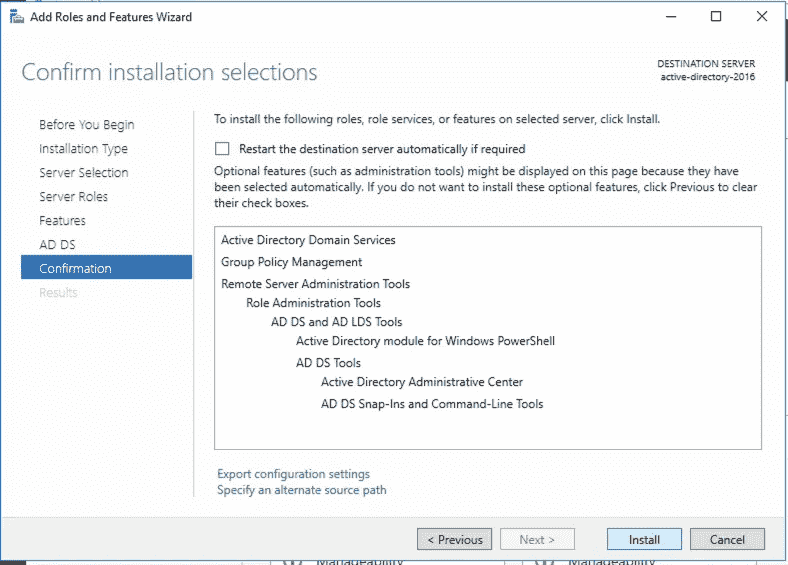 Add Roles and Features Wizard
Confirm installation selections
DESTINATION SERVER
active-directory-2016
Before You Begin
Installation Type
Server Selection
Server Roles
Features
AD DS
Confirmation
Results
To install the following roles, role services, or features on selected server, click Install.
Restart the destination server automatically if required
Optional features (such as administration tools) might be displayed on this page because they have
been selected automatically. If you do not want to install these optional features, click Previous to clear
their check boxes.
Active Directory Domain Services
Group Policy Management
Remote Server Administration Tools
Role Administration Tools
AD DS and AD LDS Tools
Active Directory module for Windows PowerShell
AD DS Tools
Active Directory Administrative Center
AD DS Snap-Ins and Command-Line Tools
Export configuration settings
Specify an alternate source path
< Previous
Next >
Install
Cancel
Manageability
Manageability